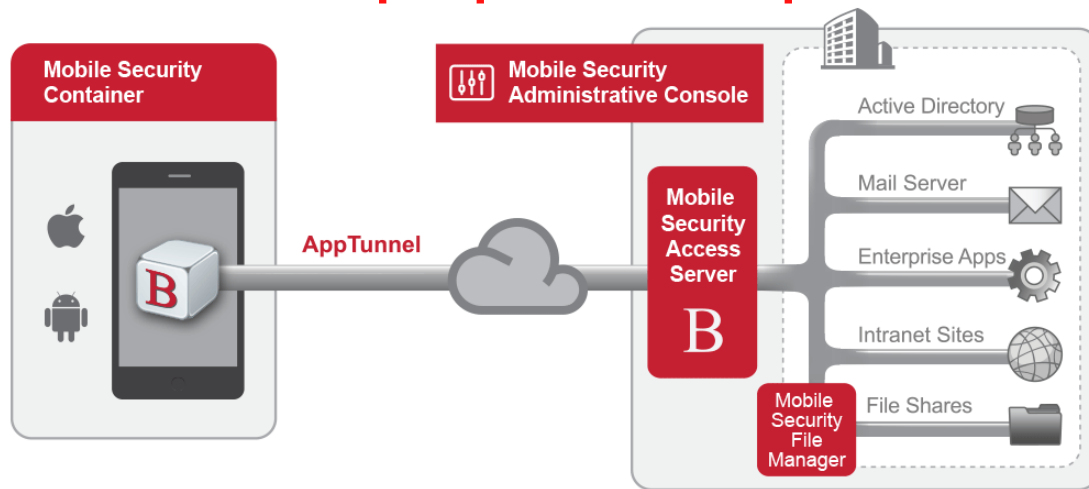 Mobile Security
Container
Mobile Security
Administrative Console
Active Directory
Mail Server
Mobile
Security
Access
Server
B
AppTunnel
B
Enterprise Apps
Intranet Sites
File Shares
Mobile
Security
File
Manager